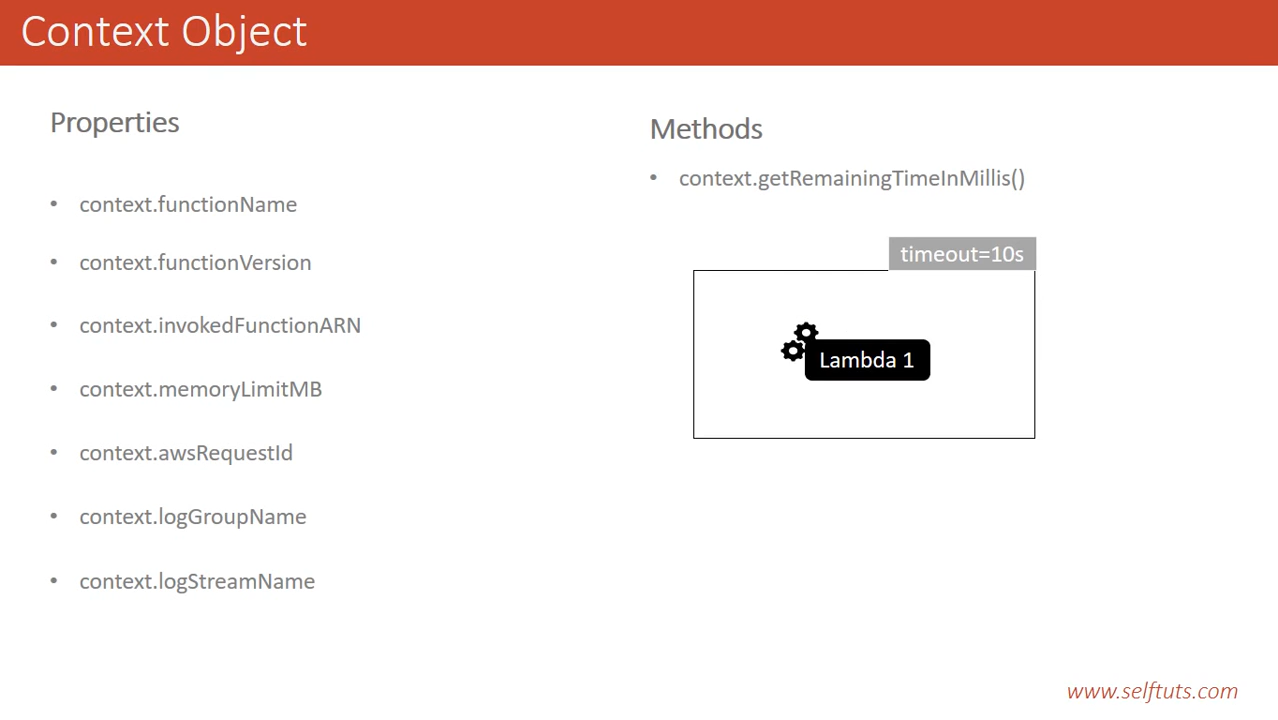 Context Object
Properties
context.functionName
context.functionVersion
context.invokedFunctionARN
context.memoryLimitMB
context.awsRequestId
context.logGroupName
context.logStreamName
Methods
context.getRemainingTimeInMillis()
timeout=10s
Lambda 1
www.selftuts.com